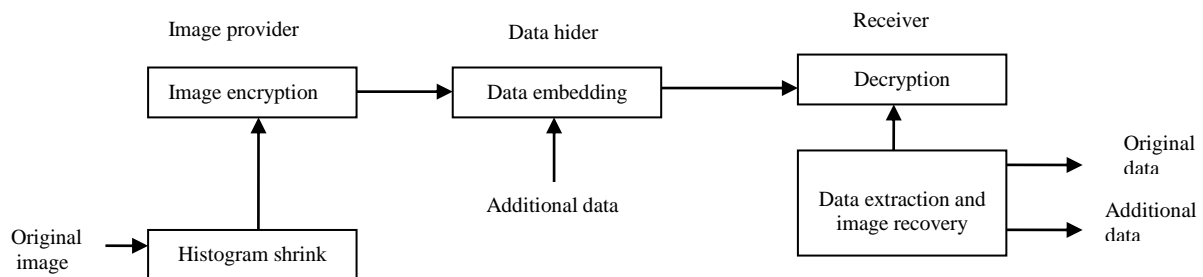 Image provider
Data hider
Receiver
Image encryption
Data embedding
Decryption
Additional data
Original
data
Data extraction and
image recovery
Additional
data
Original
image
Histogram shrink